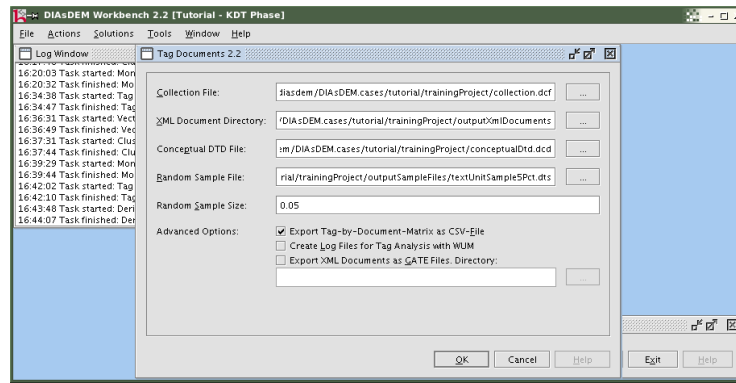 DIAsDEM Workbench 2.2 [Tutorial - KDT Phase]
File Actions Solutions Tools Window Help
Log Window
16:20:03 Task started: Mon
16:20:32 Task finished: Mo
16:34:38 Task started: Tag
16:34:47 Task finished: Tag
16:36:31 Task started: Vect
16:36:49 Task finished: Vec
16:37:31 Task started: Clus
16:37:44 Task finished: Clu
16:39:29 Task started: Mon
16:39:44 Task finished: Mon
16:42:02 Task started: Tag
16:42:10 Task finished: Tag
16:43:48 Task started: Deri
16:44:07 Task finished: Der
Tag Documents 2.2
Collection File: diasdem/DIAsDEM.cases/tutorial/trainingProject/collection.dcf ...
XML Document Directory: /DIAsDEM.cases/tutorial/trainingProject/outputXmlDocuments ...
Conceptual DTD File: em/DIAsDEM.cases/tutorial/trainingProject/conceptualDtd.dcd ...
Random Sample File: rial/trainingProject/outputSampleFiles/textUnitSample5Pct.dts ...
Random Sample Size: 0.05
Advanced Options: Export Tag-by-Document-Matrix as CSV-File
Create Log Files for Tag Analysis with WUM
Export XML Documents as GATE Files. Directory:
...
OK Cancel Help
Exit Help